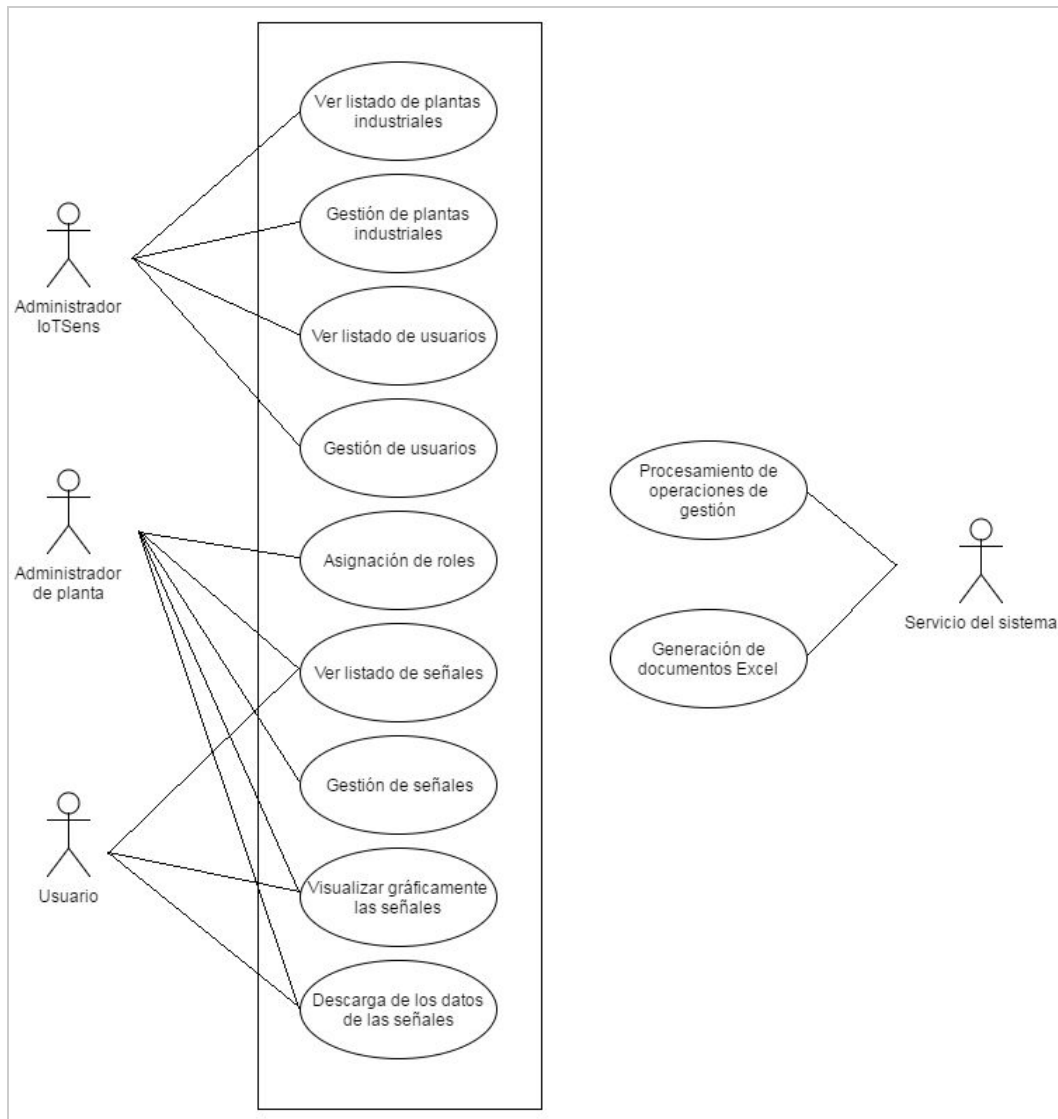 Ver listado de plantas
industriales
Gestión de plantas
industriales
Administrador
IoTSens
Ver listado de usuarios
Gestión de usuarios
Administrador
de planta
Asignación de roles
Ver listado de señales
Gestión de señales
Usuario
Visualizar gráficamente
las señales
Descarga de los datos
de las señales
Procesamiento de
operaciones de
gestión
Servicio del sistema
Generación de
documentos Excel